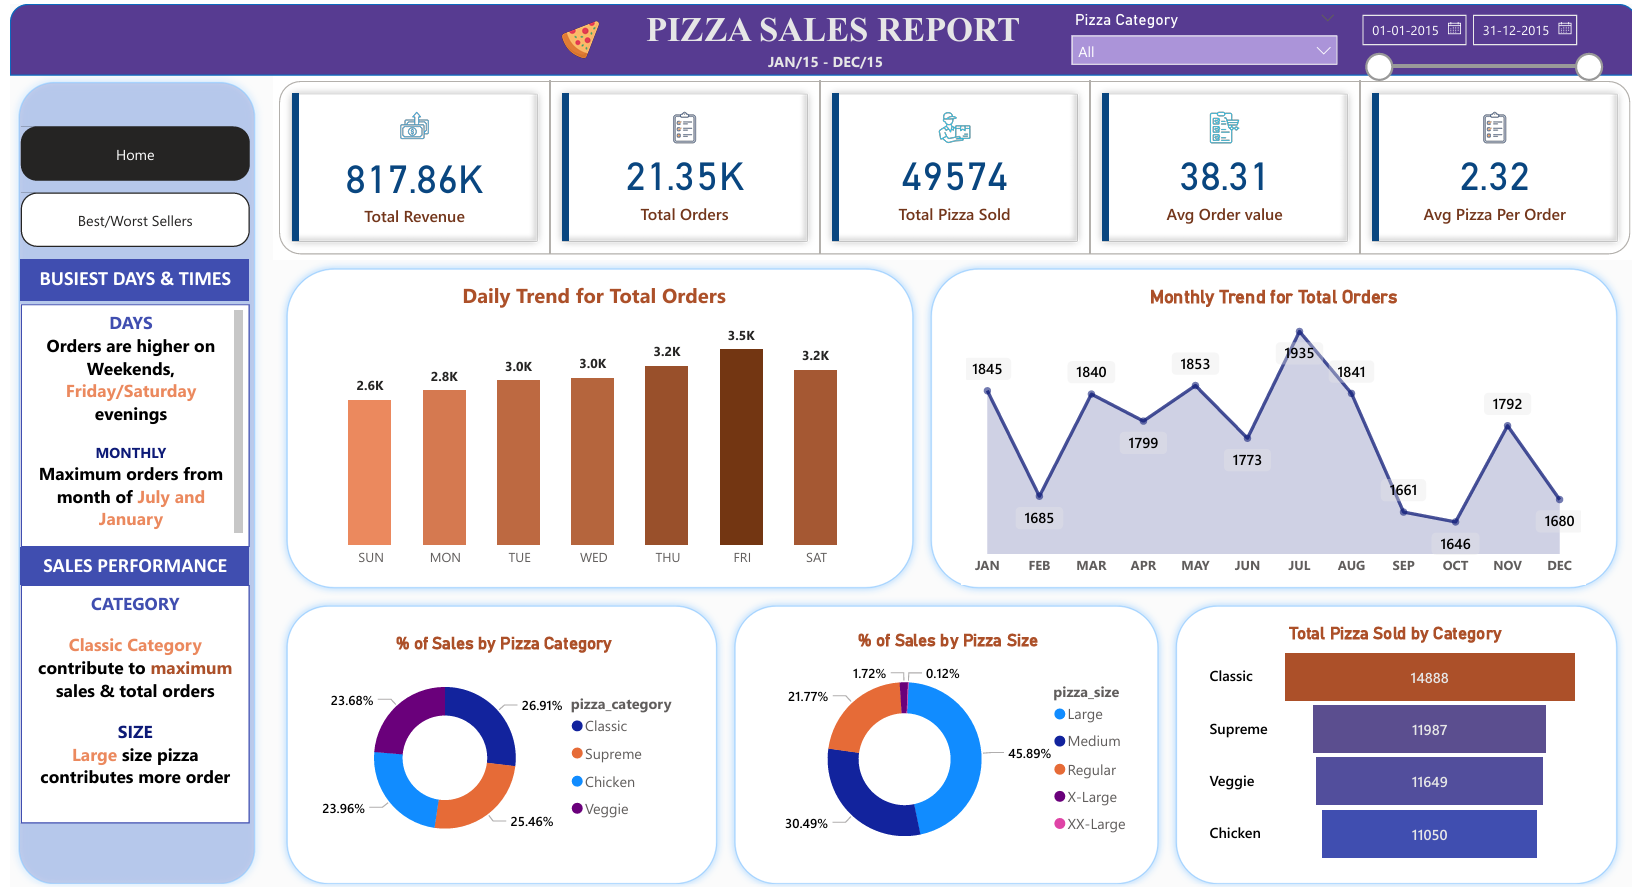 PIZZA SALES REPORT
JAN/15 - DEC/15
Pizza Category
All
01-01-2015
31-12-2015
Home
Best/Worst Sellers
BUSIEST DAYS & TIMES
DAYS
Orders are higher on
Weekends,
Friday/Saturday
evenings
MONTHLY
Maximum orders from
month of July and
January
SALES PERFORMANCE
CATEGORY
Classic Category
contribute to maximum
sales & total orders
SIZE
Large size pizza
contributes more order
817.86K
Total Revenue
21.35K
Total Orders
49574
Total Pizza Sold
38.31
Avg Order value
2.32
Avg Pizza Per Order
Daily Trend for Total Orders
2.6K
2.8K
3.0K
3.0K
3.2K
3.5K
3.2K
SUN
MON
TUE
WED
THU
FRI
SAT
Monthly Trend for Total Orders
1845
1685
1840
1799
1853
1773
1935
1841
1661
1646
1792
1680
JAN
FEB
MAR
APR
MAY
JUN
JUL
AUG
SEP
OCT
NOV
DEC
% of Sales by Pizza Category
23.68%
26.91%
23.96%
25.46%
pizza_category
Classic
Supreme
Chicken
Veggie
% of Sales by Pizza Size
1.72%
0.12%
21.77%
45.89%
30.49%
pizza_size
Large
Medium
Regular
X-Large
XX-Large
Total Pizza Sold by Category
Classic
14888
Supreme
11987
Veggie
11649
Chicken
11050